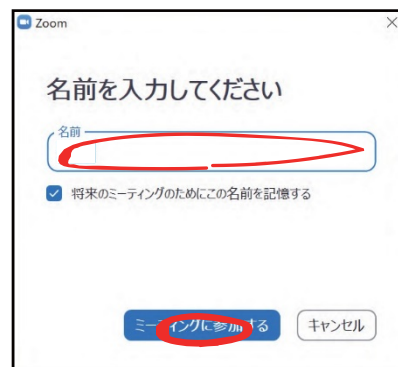 Zoom
名前を入力してください
名前
将来のミーティングのためにこの名前を記憶する
ミーティングに参加する
キャンセル